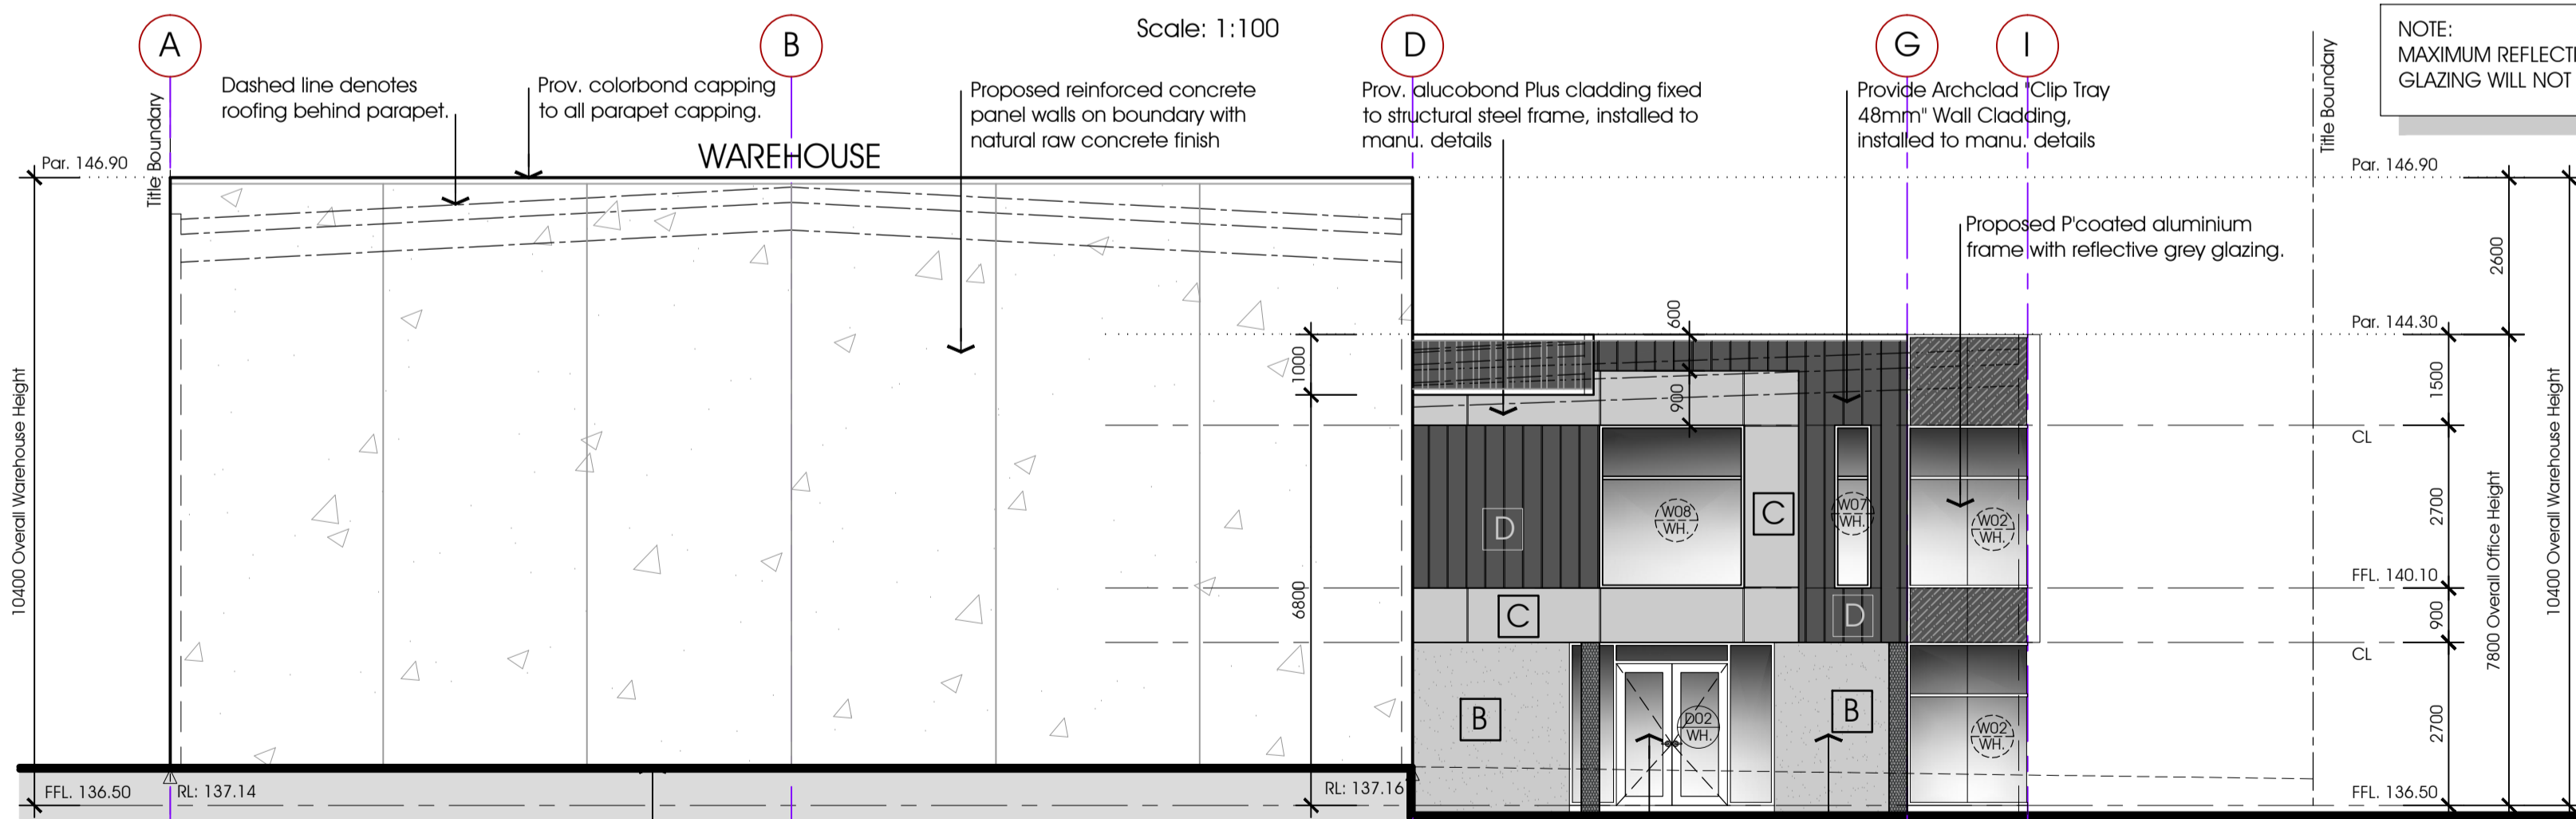 Scale: 1:100
A
B
D
G
I
NOTE:
MAXIMUM REFLECTI
GLAZING WILL NOT
Dashed line denotes
roofing behind parapet.
Prov. colorbond capping
to all parapet capping.
Proposed reinforced concrete
panel walls on boundary with
natural raw concrete finish
Prov. alucobond Plus cladding fixed
to structural steel frame, installed to
manu. details
Provide Archclad "Clip Tray
48mm" Wall Cladding,
installed to manu. details
Title Boundary
Title Boundary
WAREHOUSE
Par. 146.90
Par. 146.90
Proposed P'coated aluminium
frame with reflective grey glazing.
2600
600
Par. 144.30
1000
900
1500
10400 Overall Warehouse Height
10400 Overall Warehouse Height
7800 Overall Office Height
CL
D
W08
WH.
C
W07
WH.
W02
WH.
2700
FFL. 140.10
6800
C
D
900
CL
B
D02
WH.
B
W02
WH.
2700
FFL. 136.50
RL: 137.14
RL: 137.16
FFL. 136.50